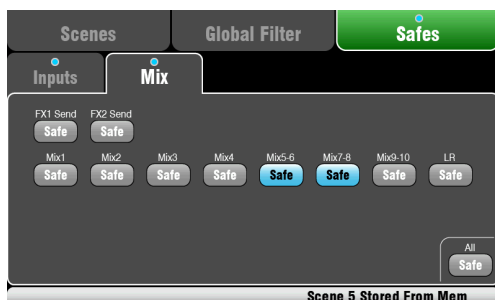 Scenes Global Filter Safes
Inputs Mix
FX1 Send FX2 Send
Safe Safe
Mix1 Mix2 Mix3 Mix4 Mix5-6 Mix7-8 Mix9-10 LR
Safe Safe Safe Safe Safe Safe Safe Safe
All
Safe
Scene 5 Stored From Mem